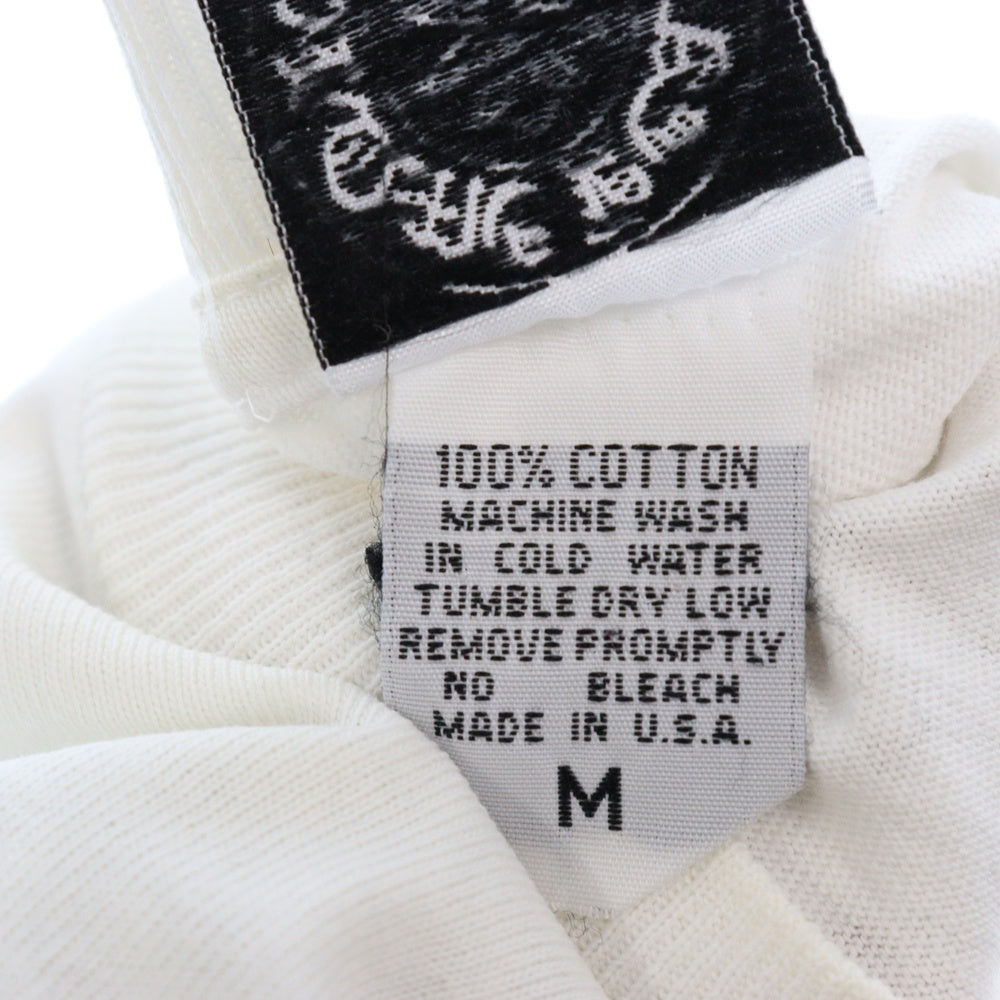 100% COTTON
MACHINE WASH
IN COLD WATER
TUMBLE DRY LOW
REMOVE PROMPTLY
NO BLEACH
MADE IN U.S.A.
M